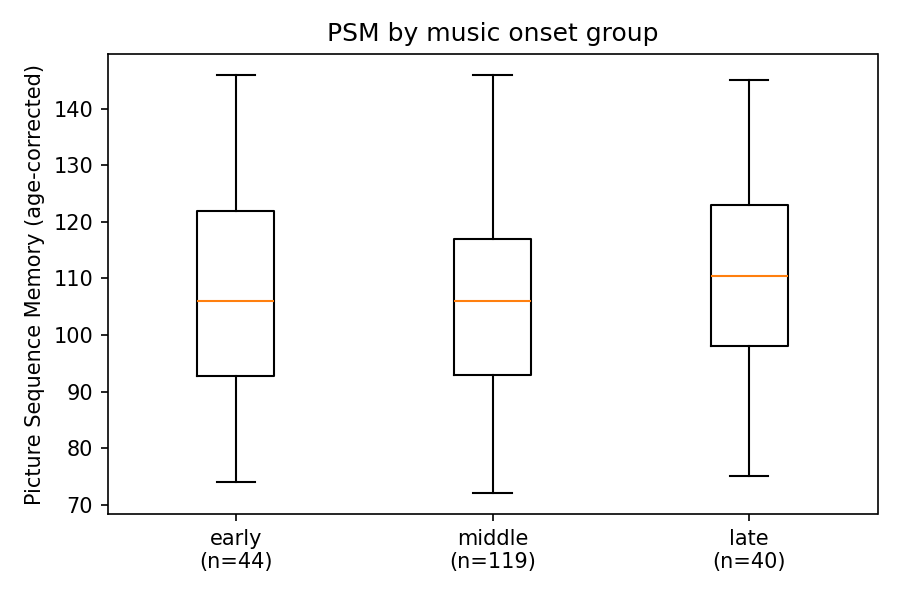 PSM by music onset group
Picture Sequence Memory (age-corrected)
140
130
120
110
100
90
80
70
early
(n=44)
middle
(n=119)
late
(n=40)